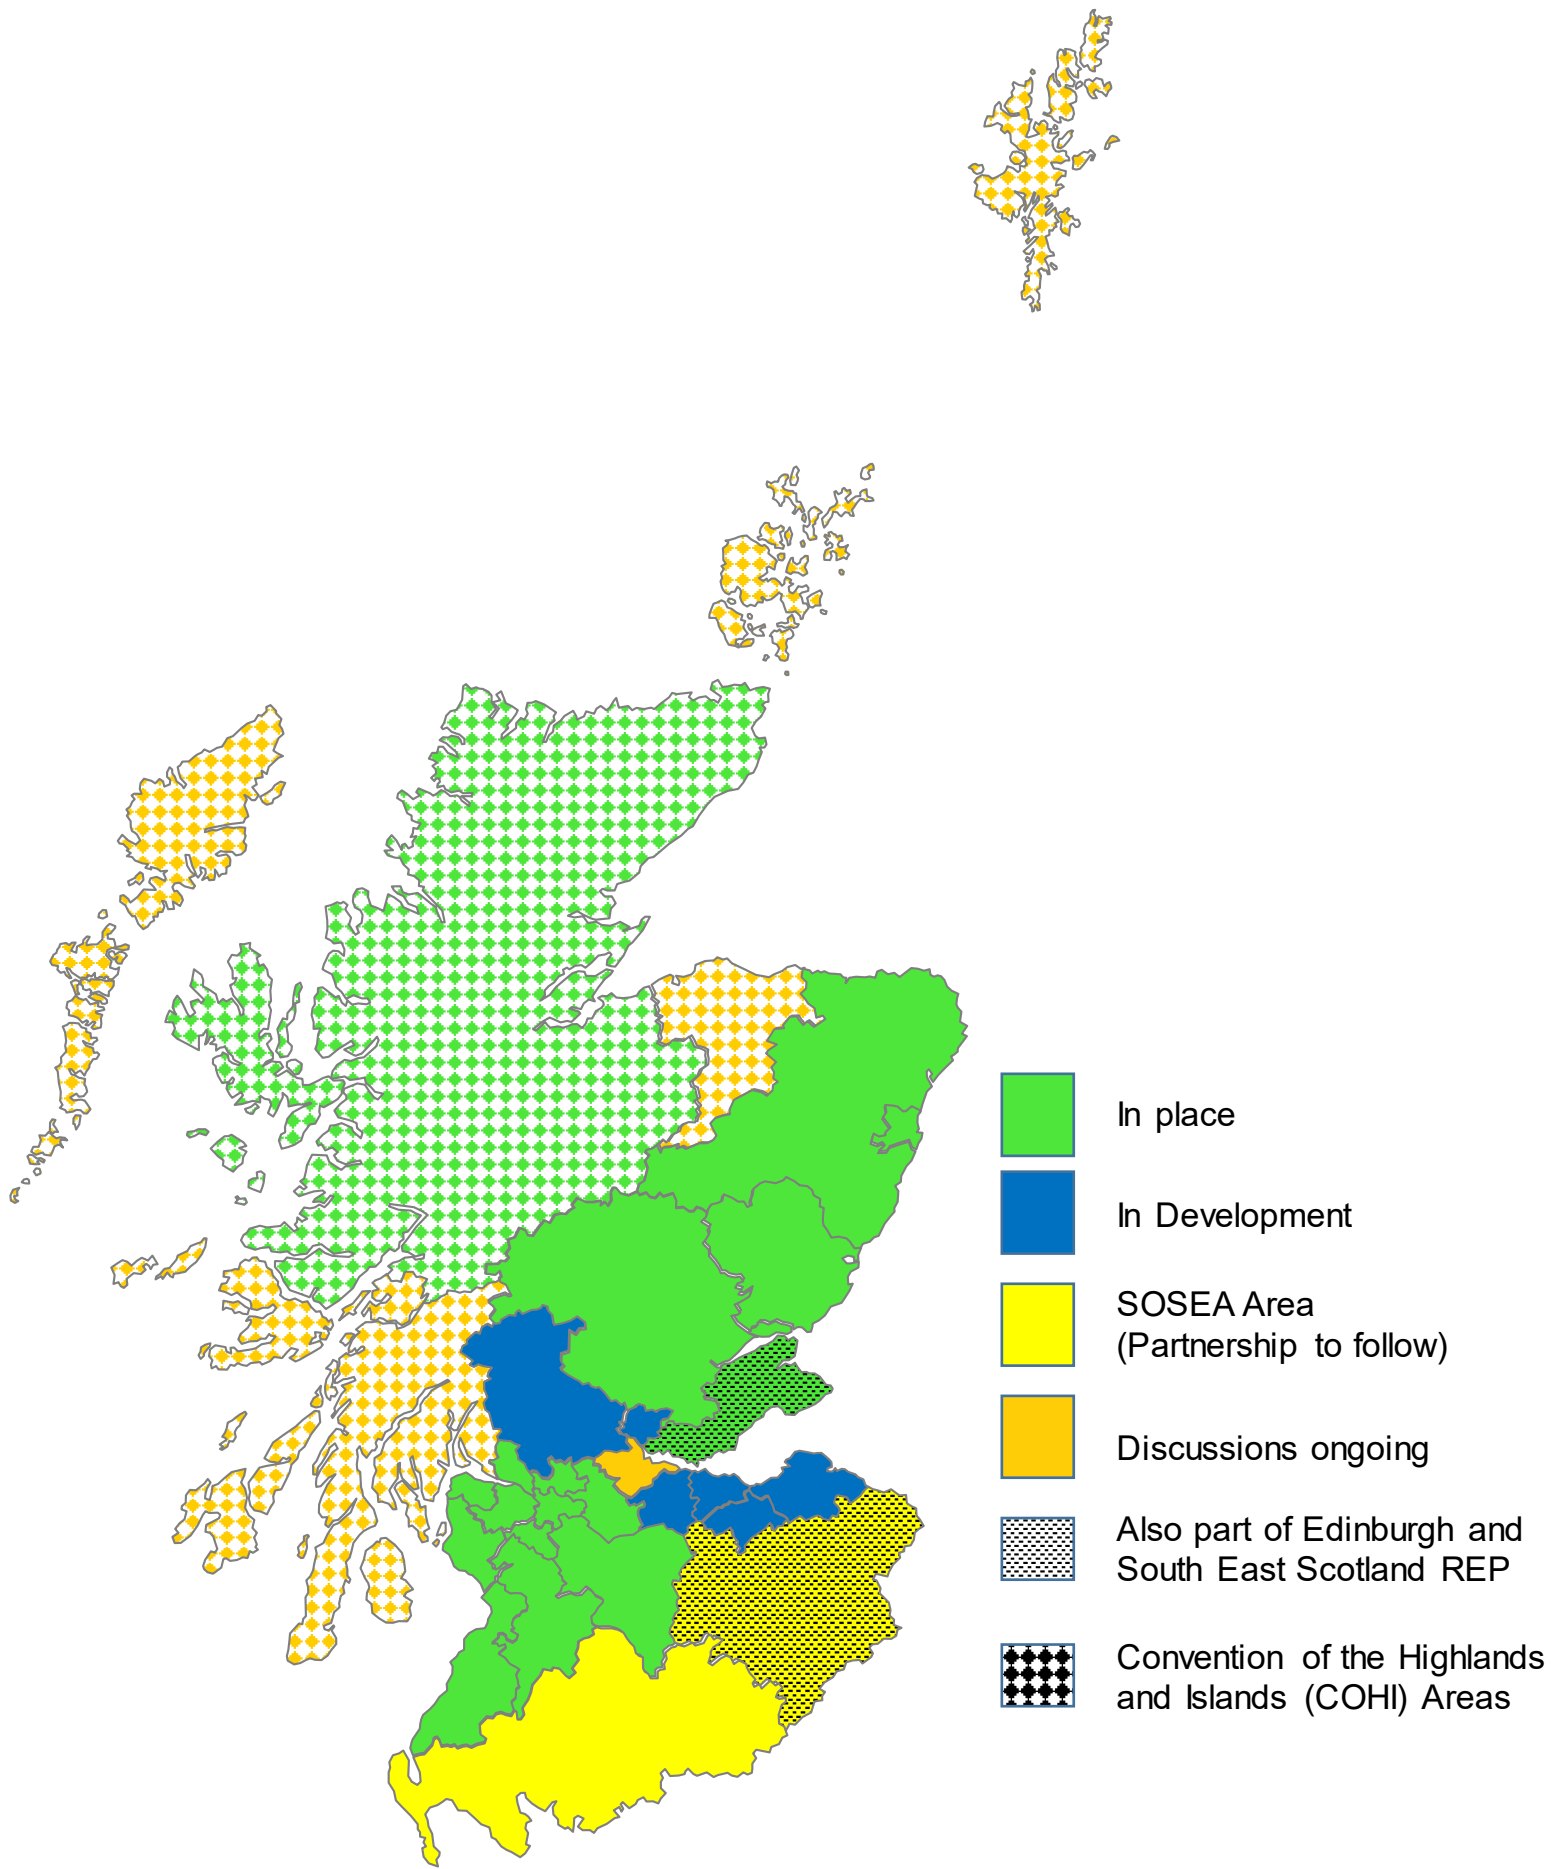 In place
In Development
SOSEA Area
(Partnership to follow)
Discussions ongoing
Also part of Edinburgh and
South East Scotland REP
Convention of the Highlands
and Islands (COHI) Areas